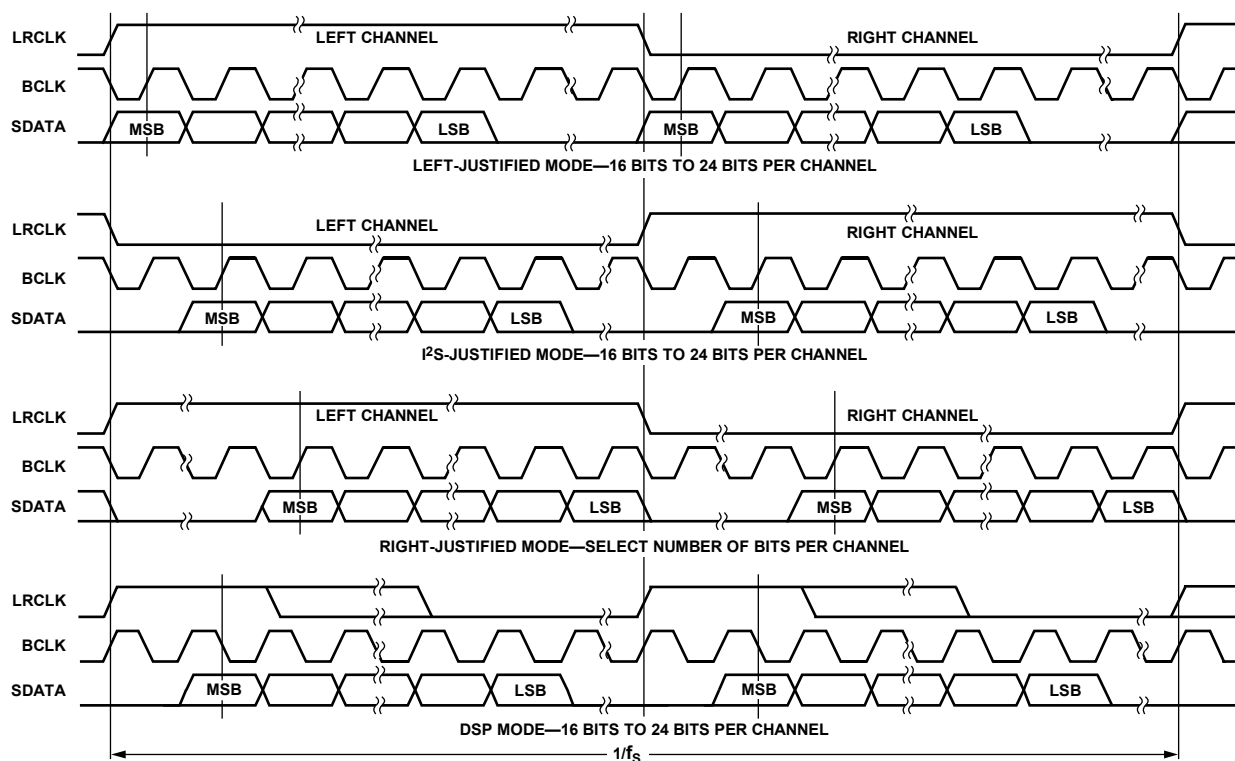 LRCLK LEFT CHANNEL RIGHT CHANNEL
BCLK
SDATA MSB LSB MSB LSB
LEFT-JUSTIFIED MODE—16 BITS TO 24 BITS PER CHANNEL
LRCLK LEFT CHANNEL RIGHT CHANNEL
BCLK
SDATA MSB LSB MSB LSB
I²S-JUSTIFIED MODE—16 BITS TO 24 BITS PER CHANNEL
LRCLK LEFT CHANNEL RIGHT CHANNEL
BCLK
SDATA MSB LSB MSB LSB
RIGHT-JUSTIFIED MODE—SELECT NUMBER OF BITS PER CHANNEL
LRCLK
BCLK
SDATA MSB LSB MSB LSB
DSP MODE—16 BITS TO 24 BITS PER CHANNEL
1/fS